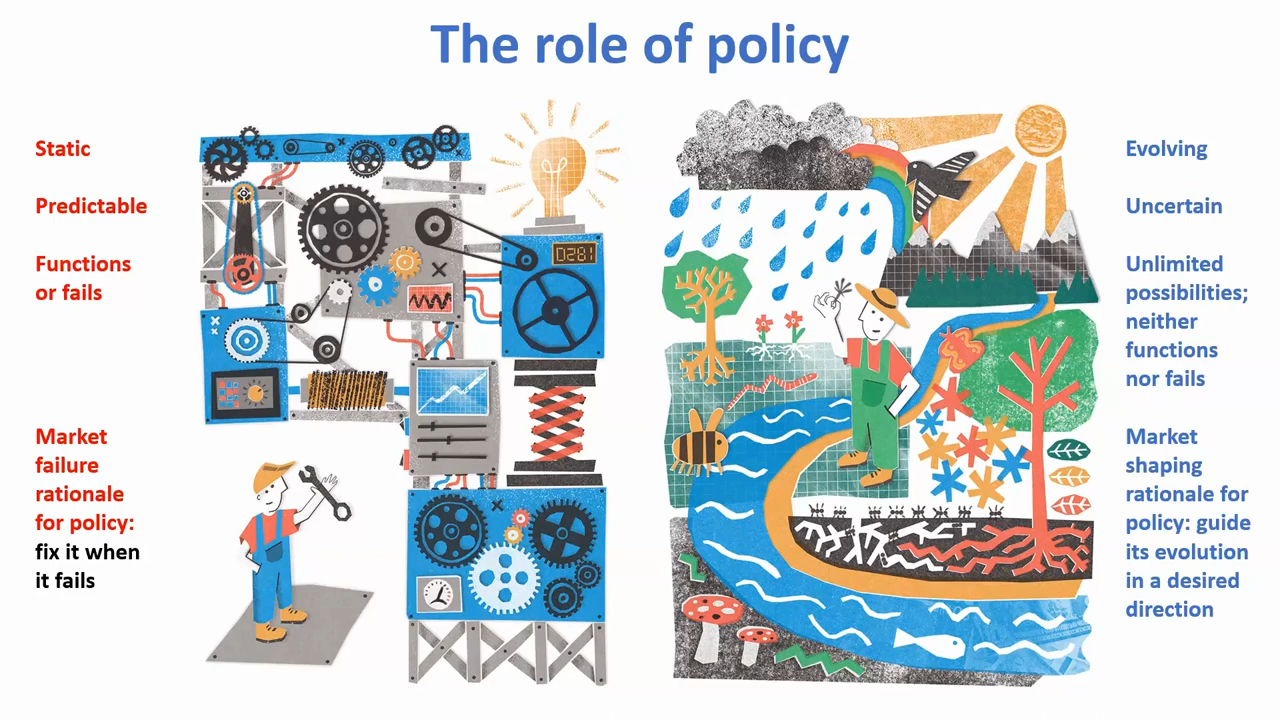 The role of policy
Static
Predictable
Functions
or fails
Market
failure
rationale
for policy:
fix it when
it fails
Evolving
Uncertain
Unlimited
possibilities;
neither
functions
nor fails
Market
shaping
rationale for
policy: guide
its evolution
in a desired
direction